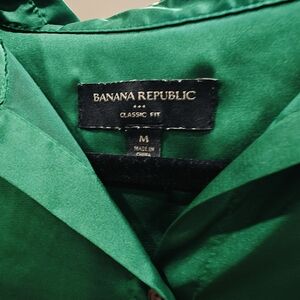 BANANA REPUBLIC
CLASSIC FIT
M
MADE IN
CHINA